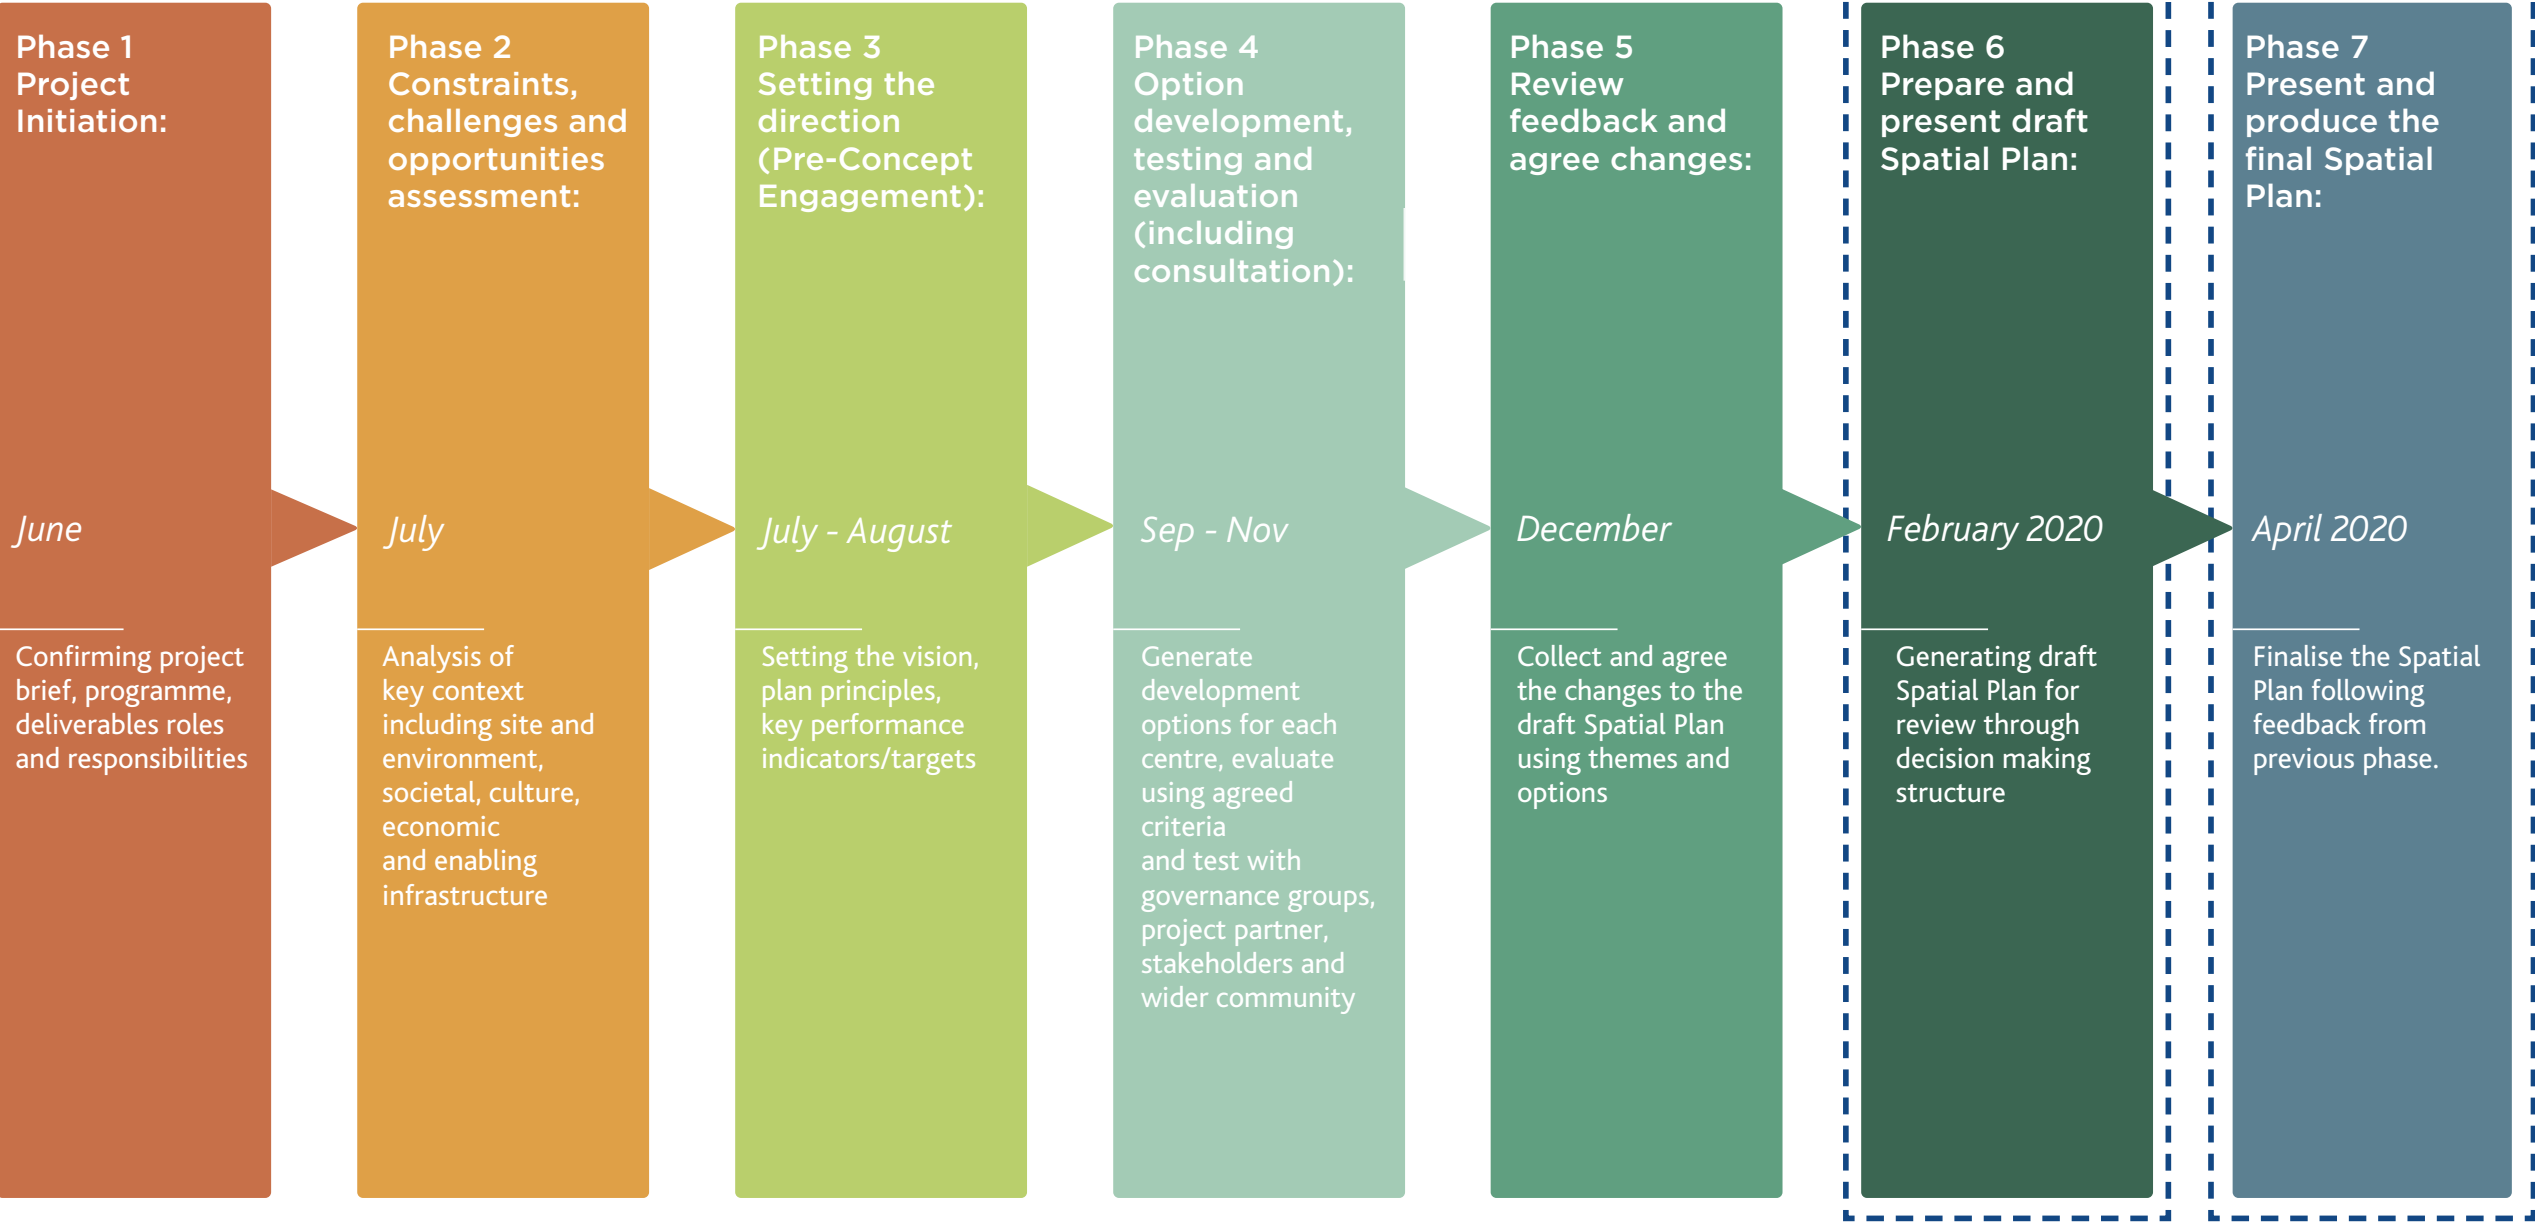 Phase 1
Project
Initiation:
June
Confirming project
brief, programme,
deliverables roles
and responsibilities
Phase 2
Constraints,
challenges and
opportunities
assessment:
July
Analysis of
key context
including site and
environment,
societal, culture,
economic
and enabling
infrastructure
Phase 3
Setting the
direction
(Pre-Concept
Engagement):
July - August
Setting the vision,
plan principles,
key performance
indicators/targets
Phase 4
Option
development,
testing and
evaluation
(including
consultation):
Sep - Nov
Generate
development
options for each
centre, evaluate
using agreed
criteria
and test with
governance groups,
project partner,
stakeholders and
wider community
Phase 5
Review
feedback and
agree changes:
December
Collect and agree
the changes to the
draft Spatial Plan
using themes and
options
Phase 6
Prepare and
present draft
Spatial Plan:
February 2020
Generating draft
Spatial Plan for
review through
decision making
structure
Phase 7
Present and
produce the
final Spatial
Plan:
April 2020
Finalise the Spatial
Plan following
feedback from
previous phase.